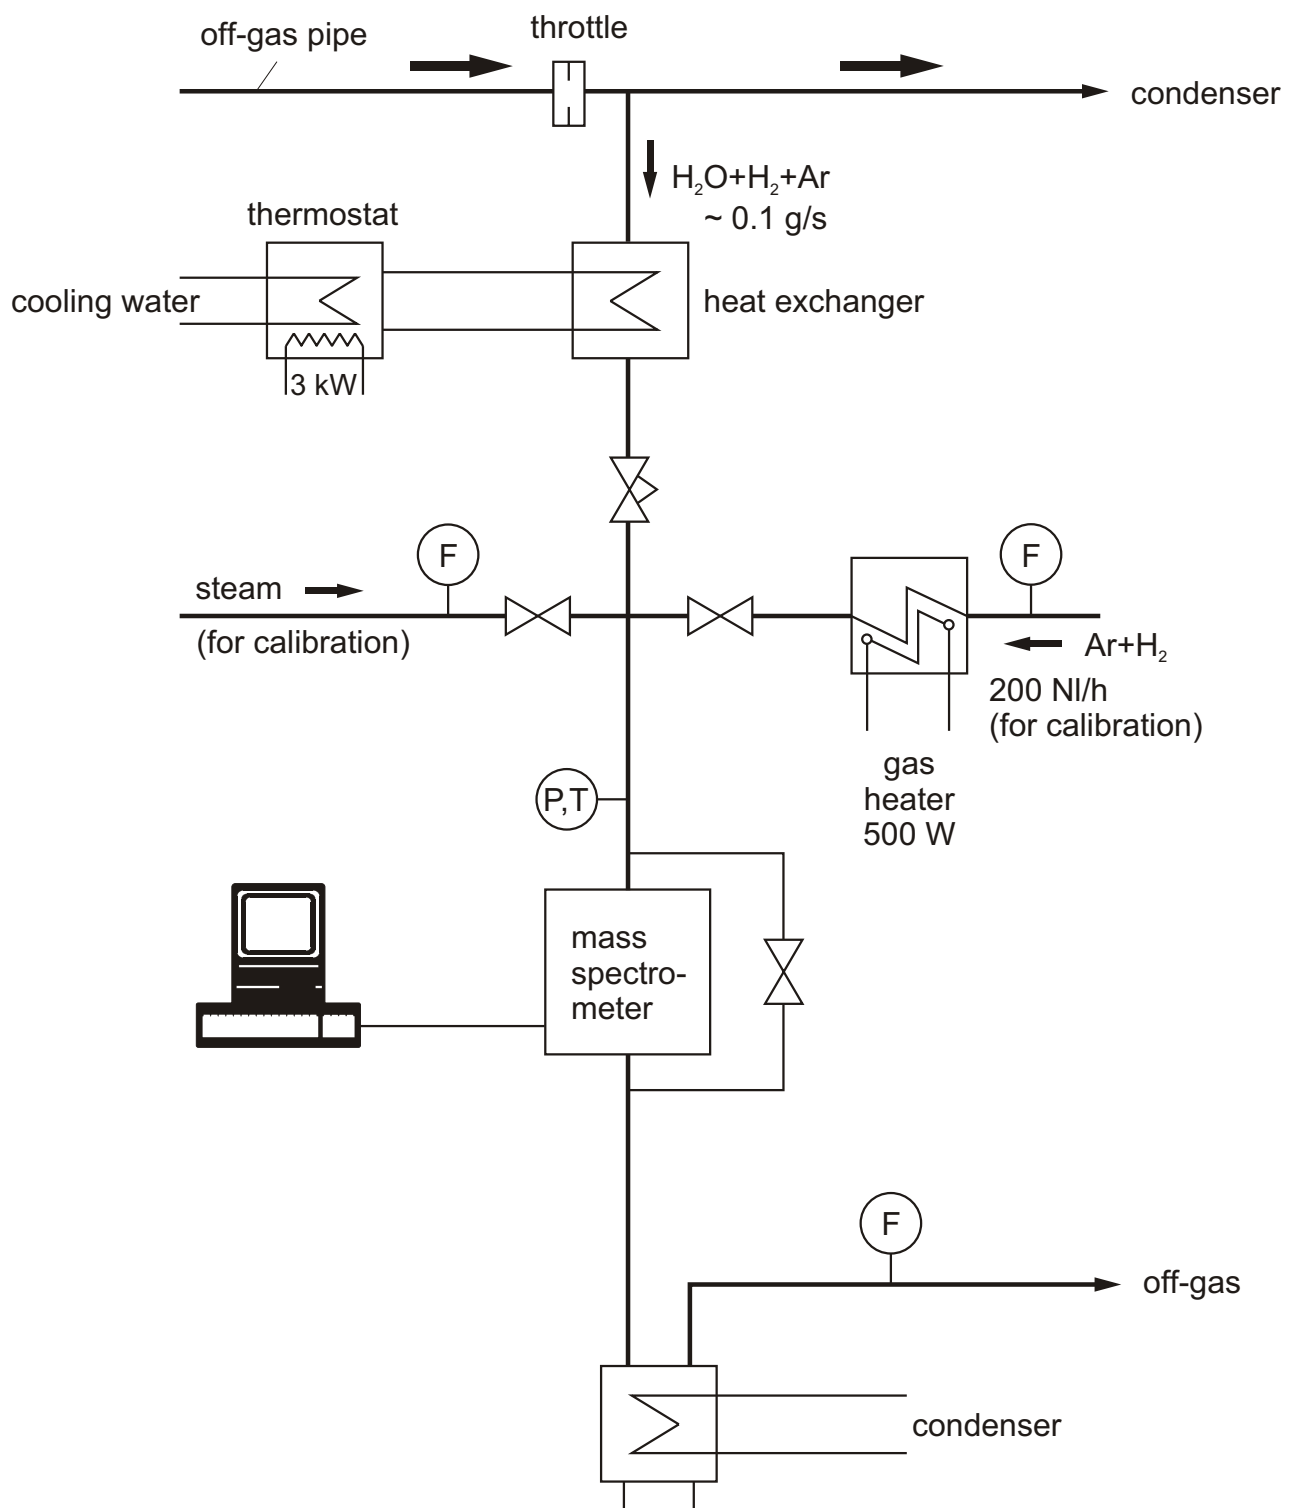 throttle
off-gas pipe
condenser
H₂O+H₂+Ar
~ 0.1 g/s
thermostat
cooling water
heat exchanger
3 kW
F
F
steam
(for calibration)
Ar+H₂
200 Nl/h
(for calibration)
gas
heater
500 W
P,T
mass
spectro-
meter
F
off-gas
condenser